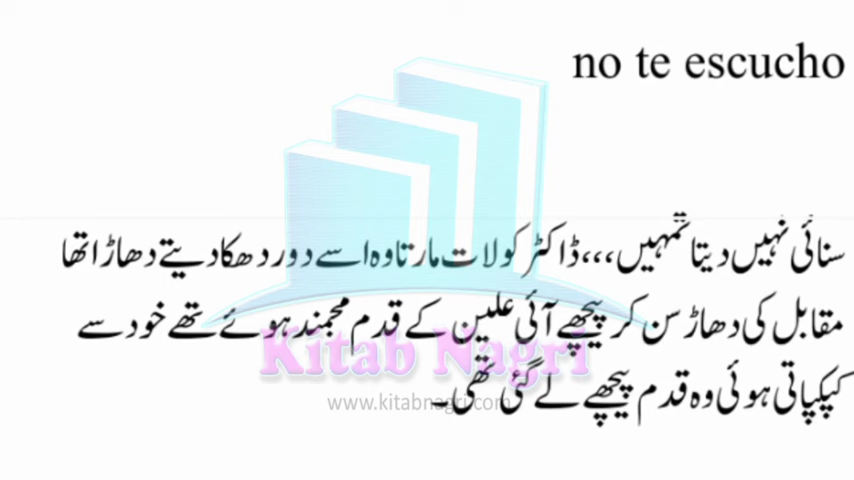 no te escucho
سنائی نہیں دیتا تمہیں،،،ڈاکٹر کو لات مارتا وہ اسے دور دھکا دیتے دھاڑا تھا
مقابل کی دھاڑ سن کر پیچھے آئی علین کے قدم مجمند ہوئے تھے خود سے
کپکپاتی ہوئی وہ قدم پیچھے لے گئی تھی۔
Kitab Nagri
www.kitabnagri.com